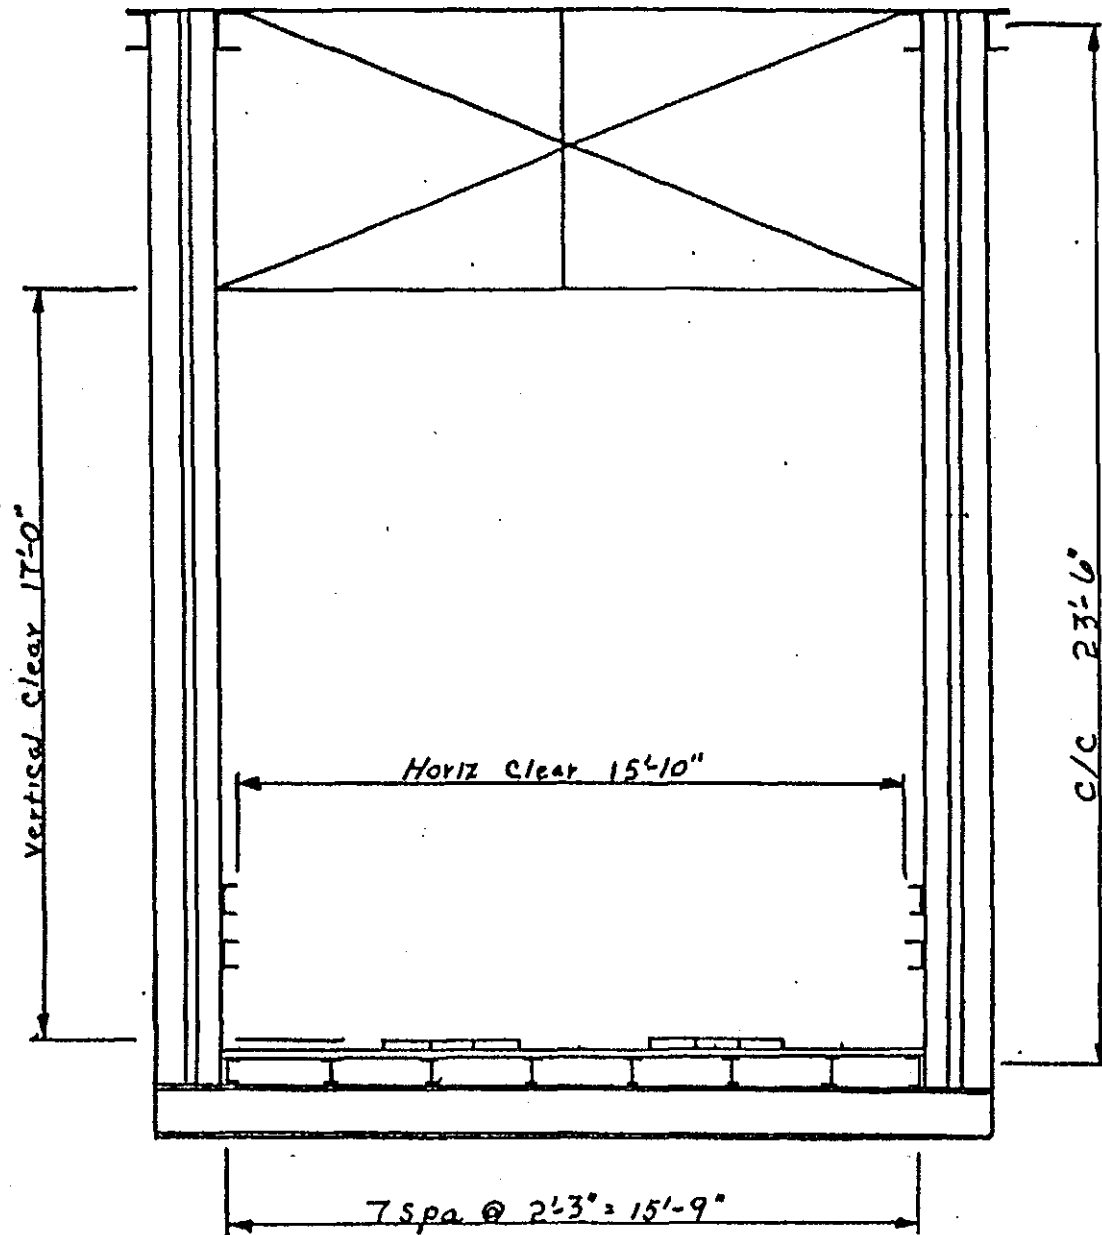 Vertical Clear 17'-0"
C/C 23'-6"
Horiz Clear 15'-10"
7 spa @ 2'-3" = 15'-9"